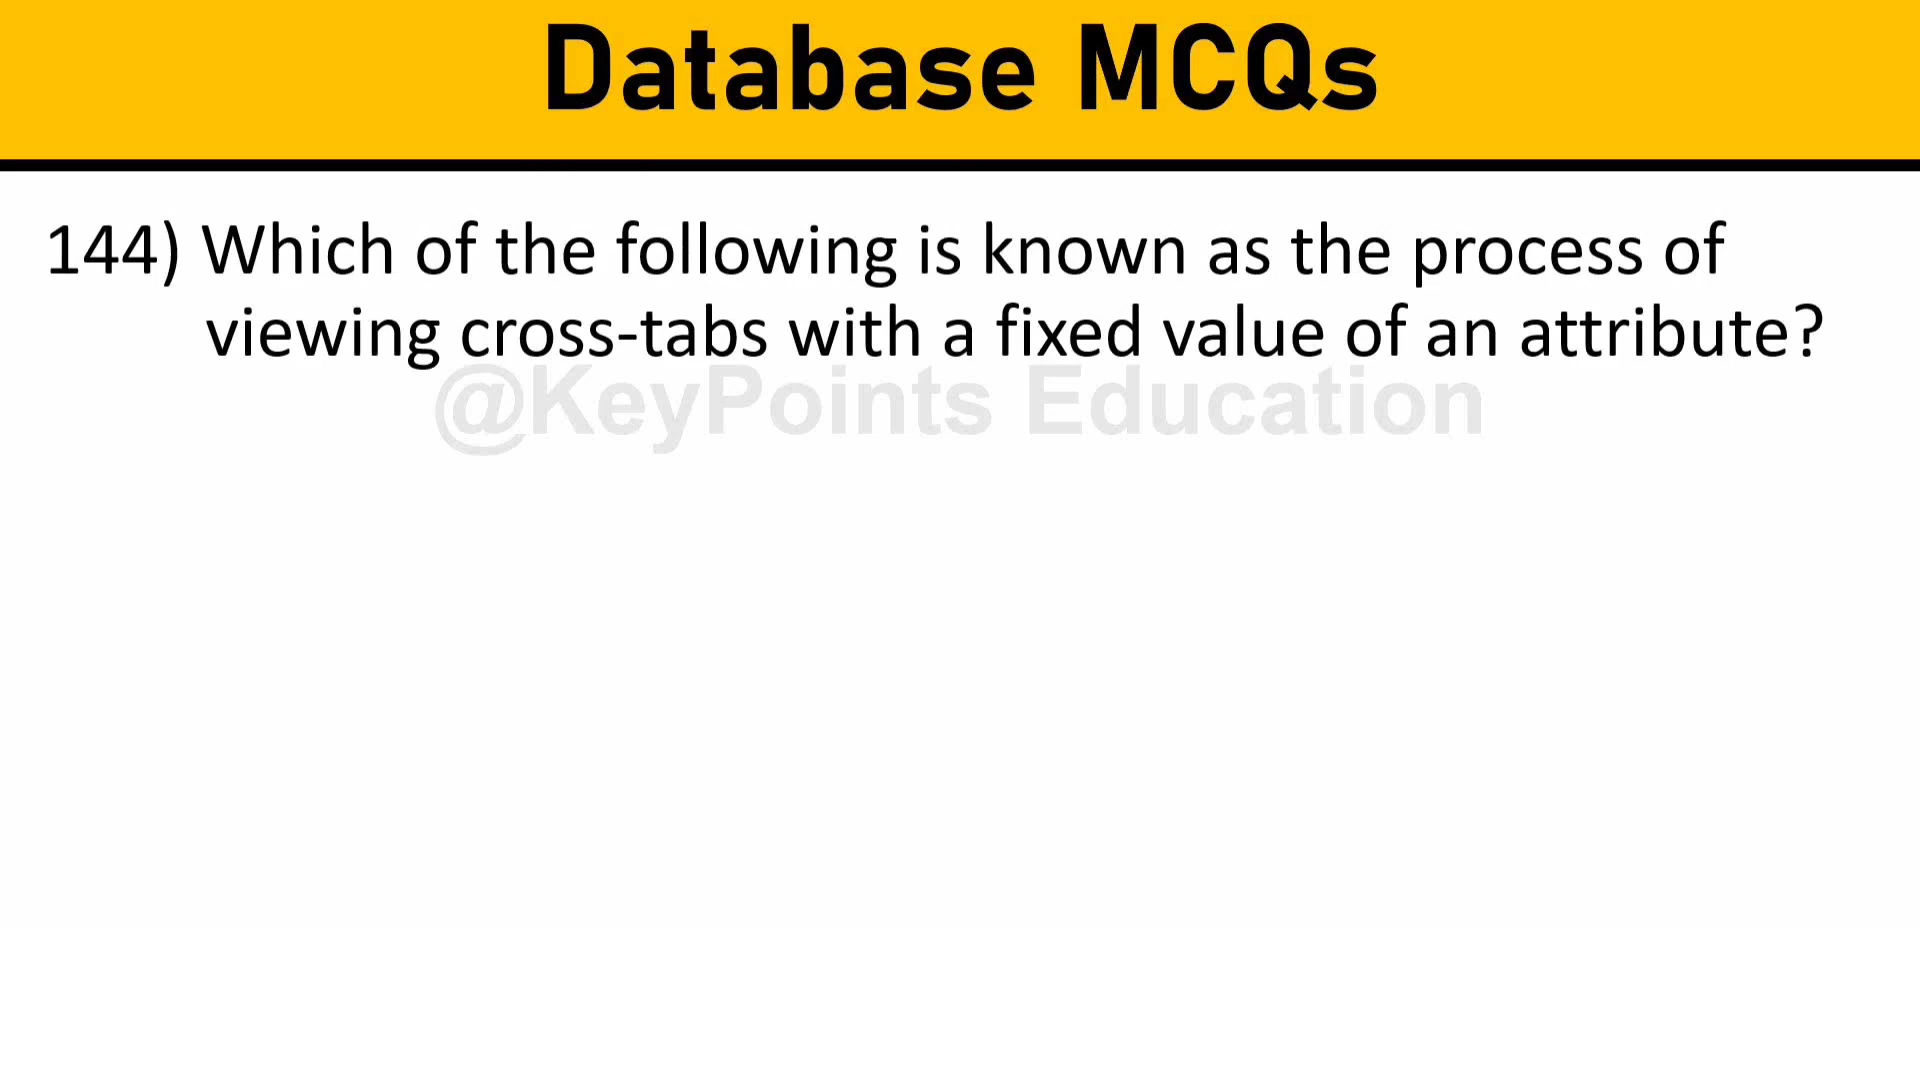 Database MCQs
144) Which of the following is known as the process of
viewing cross-tabs with a fixed value of an attribute?
@KeyPoints Education